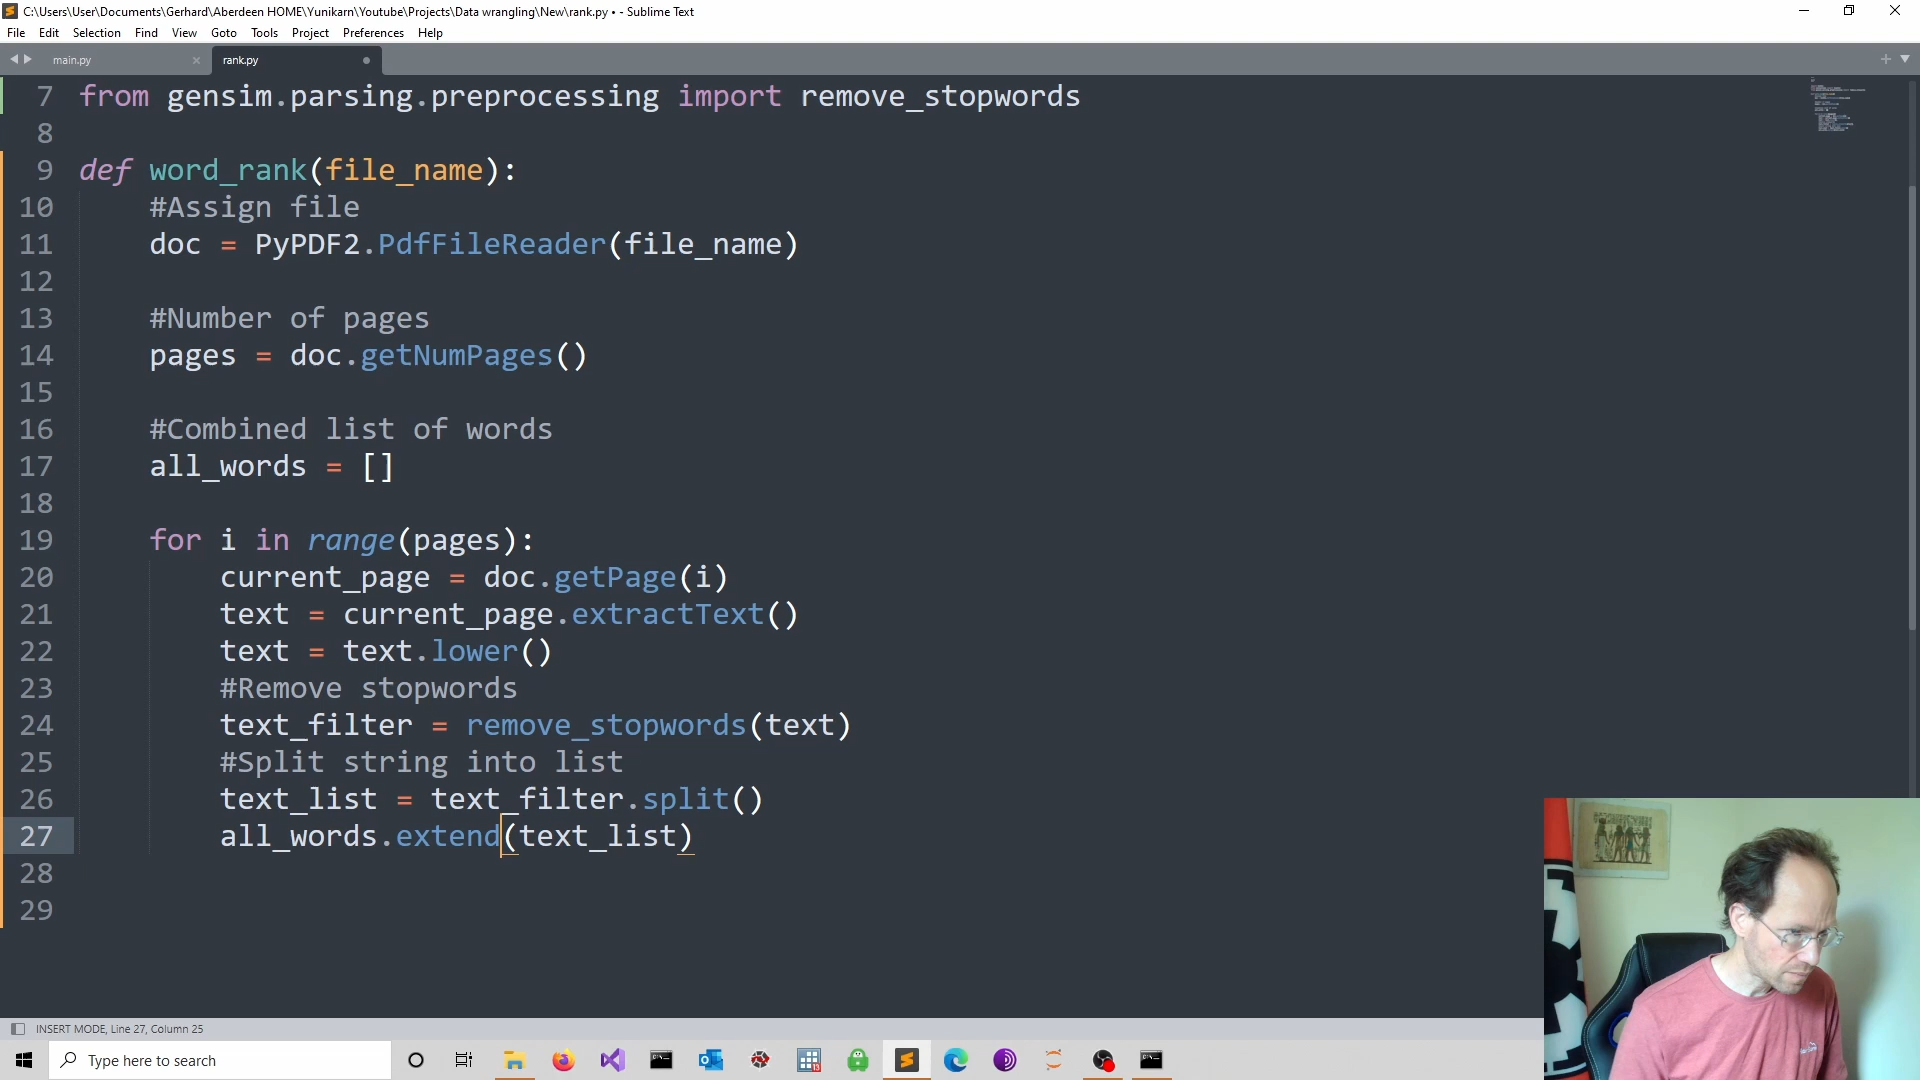 C:\Users\User\Documents\Gerhard\Aberdeen HOME\Yunikarn\Youtube\Projects\Data wrangling\New\rank.py • - Sublime Text
File Edit Selection Find View Goto Tools Project Preferences Help
main.py rank.py
7 from gensim.parsing.preprocessing import remove_stopwords
8
9 def word_rank(file_name):
10 #Assign file
11 doc = PyPDF2.PdfFileReader(file_name)
12
13 #Number of pages
14 pages = doc.getNumPages()
15
16 #Combined list of words
17 all_words = []
18
19 for i in range(pages):
20 current_page = doc.getPage(i)
21 text = current_page.extractText()
22 text = text.lower()
23 #Remove stopwords
24 text_filter = remove_stopwords(text)
25 #Split string into list
26 text_list = text_filter.split()
27 all_words.extend(text_list)
28
29
INSERT MODE, Line 27, Column 25
Type here to search